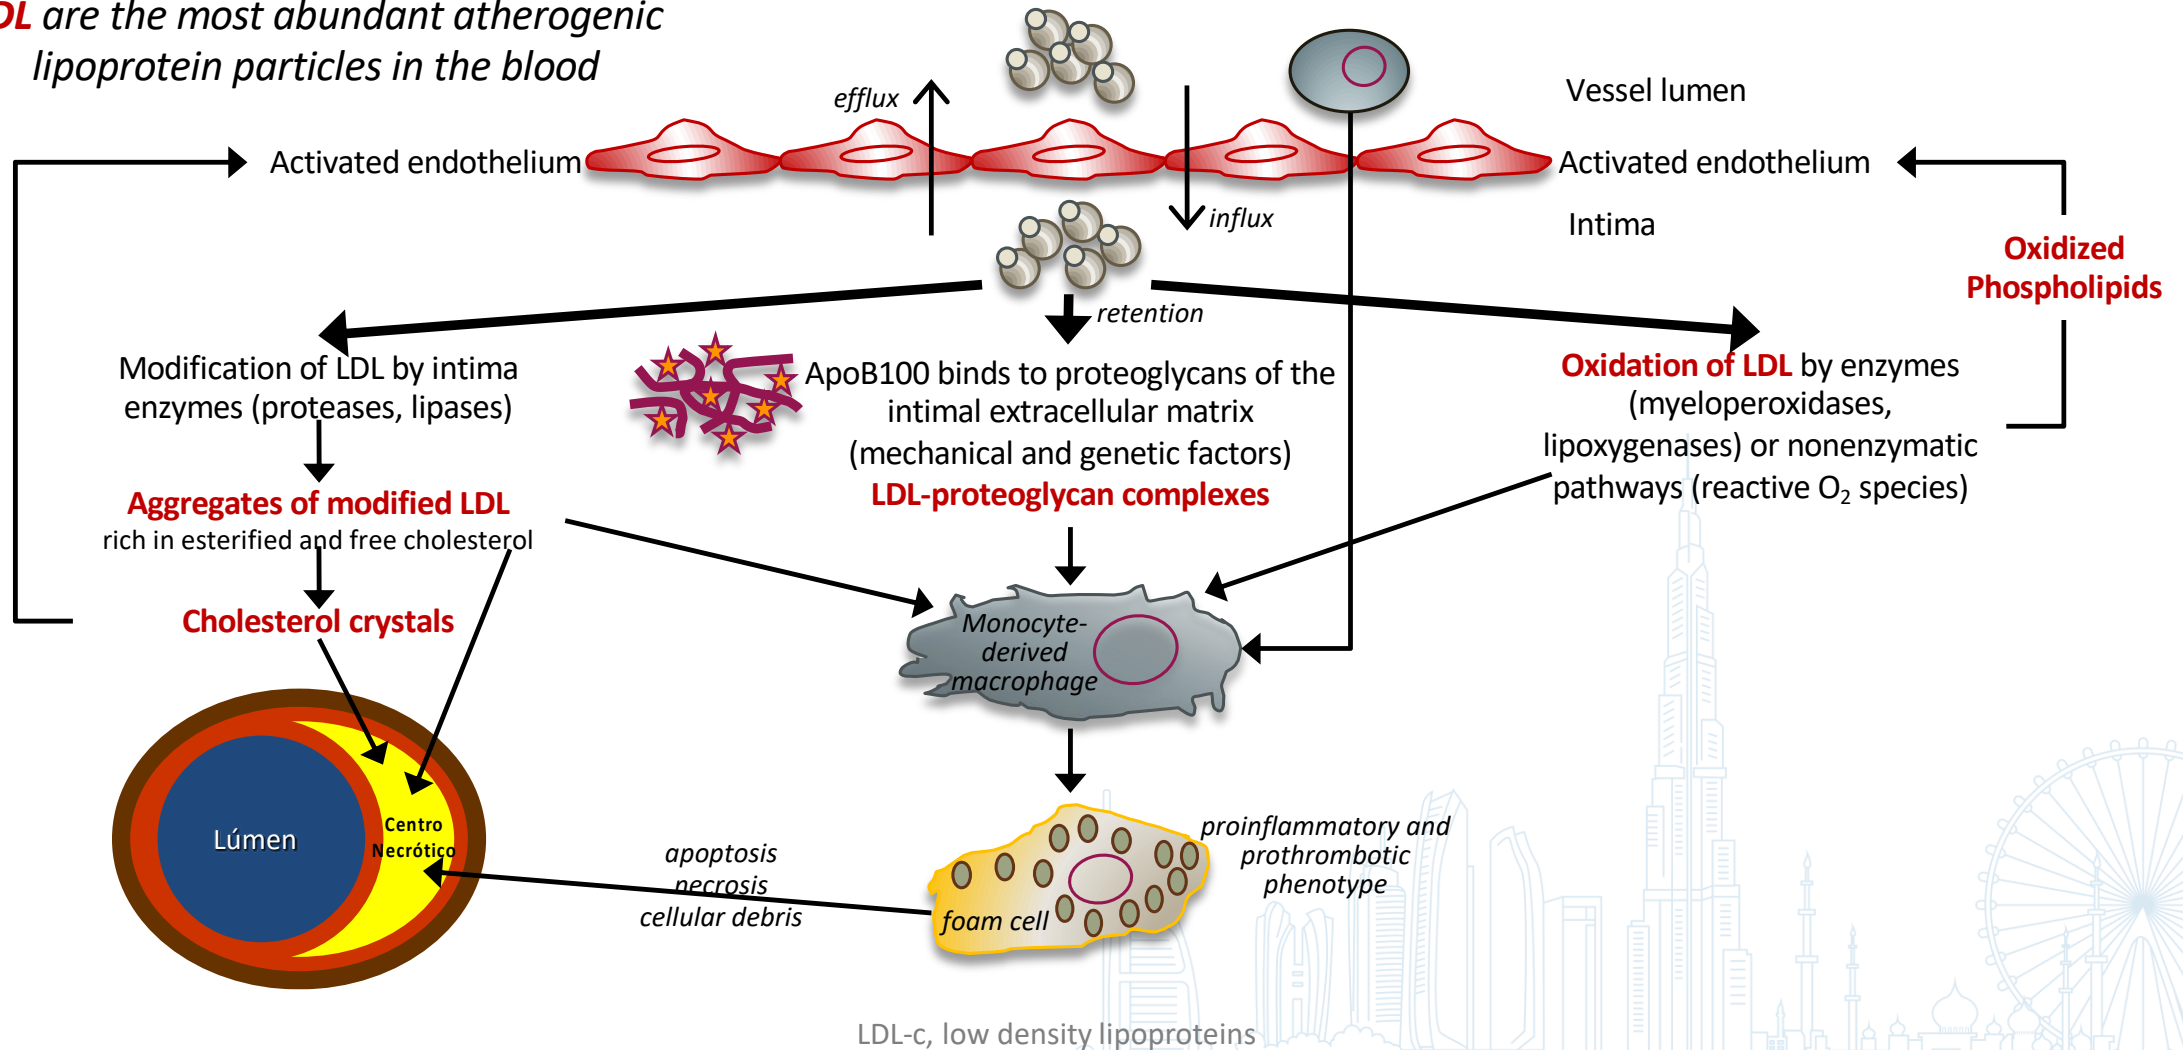 DL are the most abundant atherogenic
lipoprotein particles in the blood
efflux
Vessel lumen
Activated endothelium
Activated endothelium
influx
Intima
Oxidized
Phospholipids
retention
Modification of LDL by intima
enzymes (proteases, lipases)
ApoB100 binds to proteoglycans of the
intimal extracellular matrix
(mechanical and genetic factors)
LDL-proteoglycan complexes
Oxidation of LDL by enzymes
(myeloperoxidases,
lipoxygenases) or nonenzymatic
pathways (reactive O₂ species)
Aggregates of modified LDL
rich in esterified and free cholesterol
Cholesterol crystals
Monocyte-
derived
macrophage
Lúmen
Centro
Necrótico
apoptosis
necrosis
cellular debris
foam cell
proinflammatory and
prothrombotic
phenotype
LDL-c, low density lipoproteins